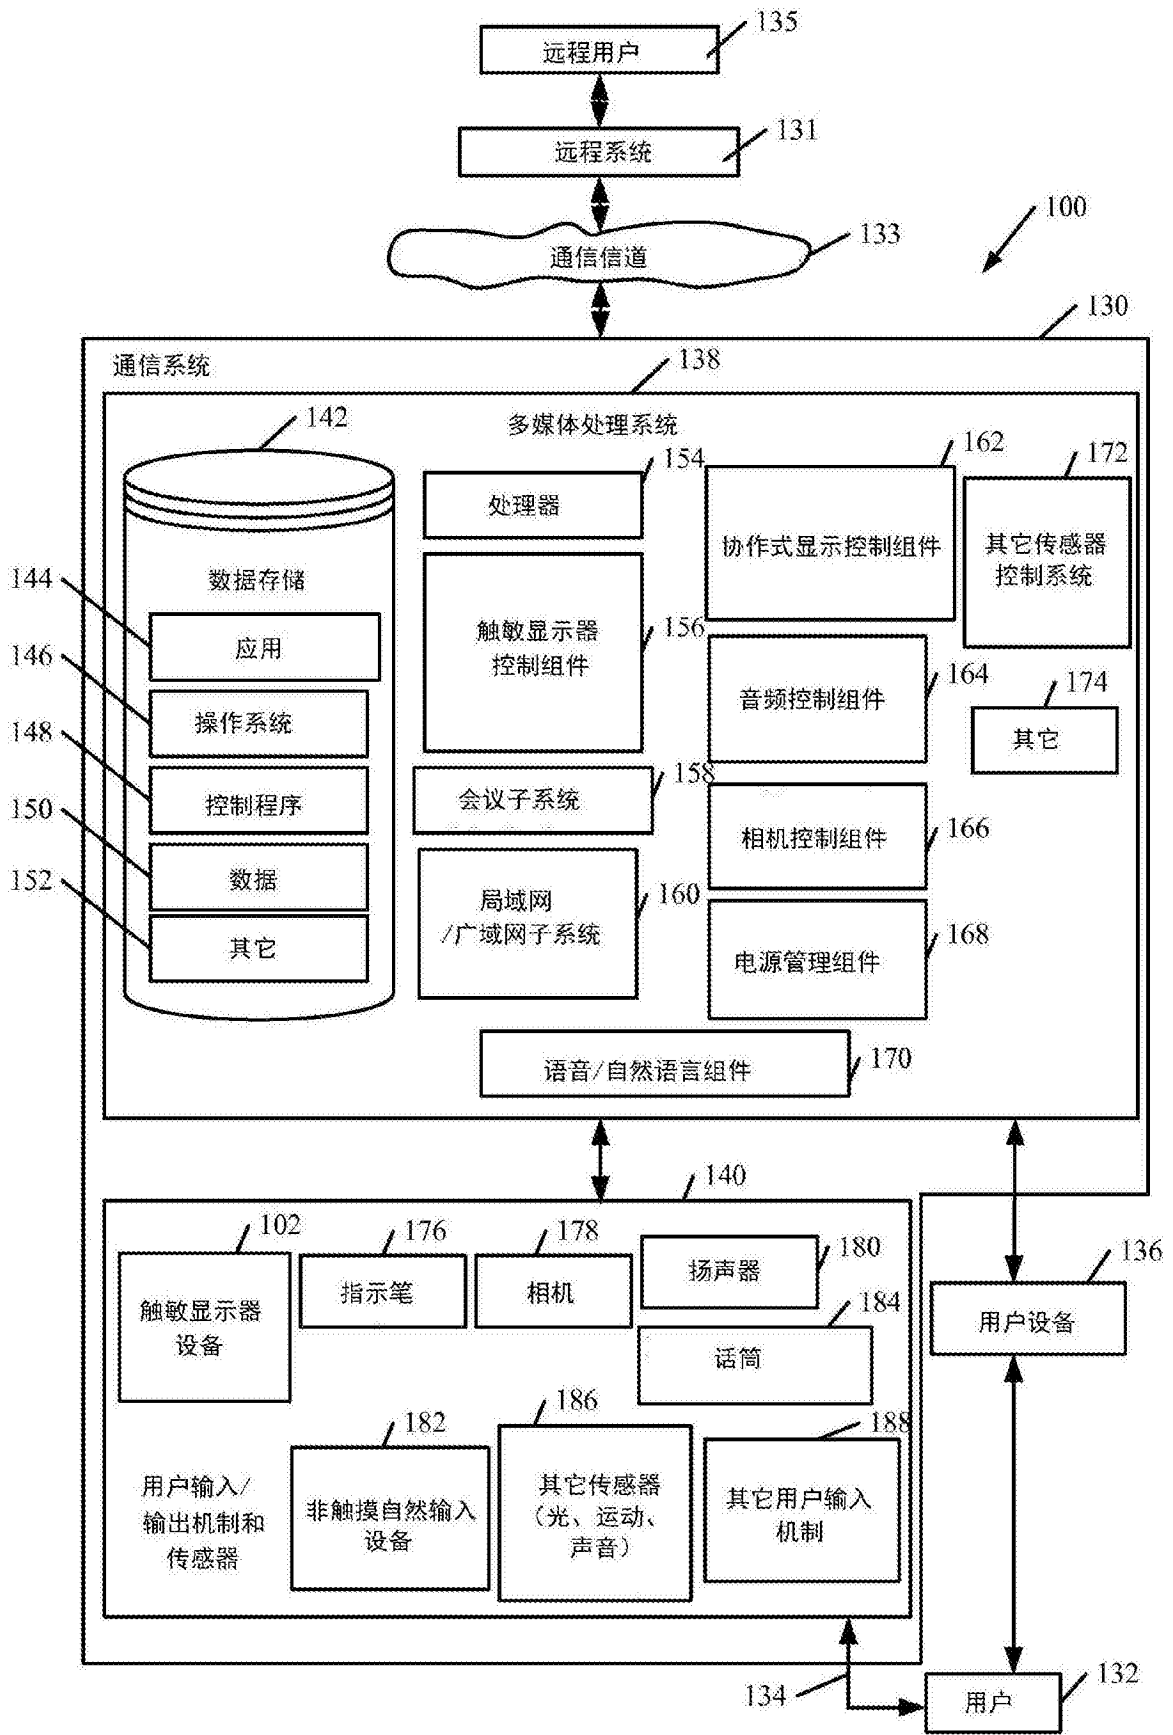 135
远程用户
131
远程系统
100
133
通信信道
130
通信系统
138
多媒体处理系统
142
数据存储
144
应用
146
操作系统
148
控制程序
150
数据
152
其它
154
处理器
156
触敏显示器
控制组件
158
会议子系统
160
局域网
/广域网子系统
162
协作式显示控制组件
164
音频控制组件
166
相机控制组件
168
电源管理组件
170
语音/自然语言组件
172
其它传感器
控制系统
174
其它
140
102
触敏显示器
设备
176
指示笔
178
相机
180
扬声器
184
话筒
136
用户设备
用户输入/
输出机制和
传感器
182
非触摸自然输入
设备
186
其它传感器
(光、运动、
声音)
188
其它用户输入
机制
134
132
用户